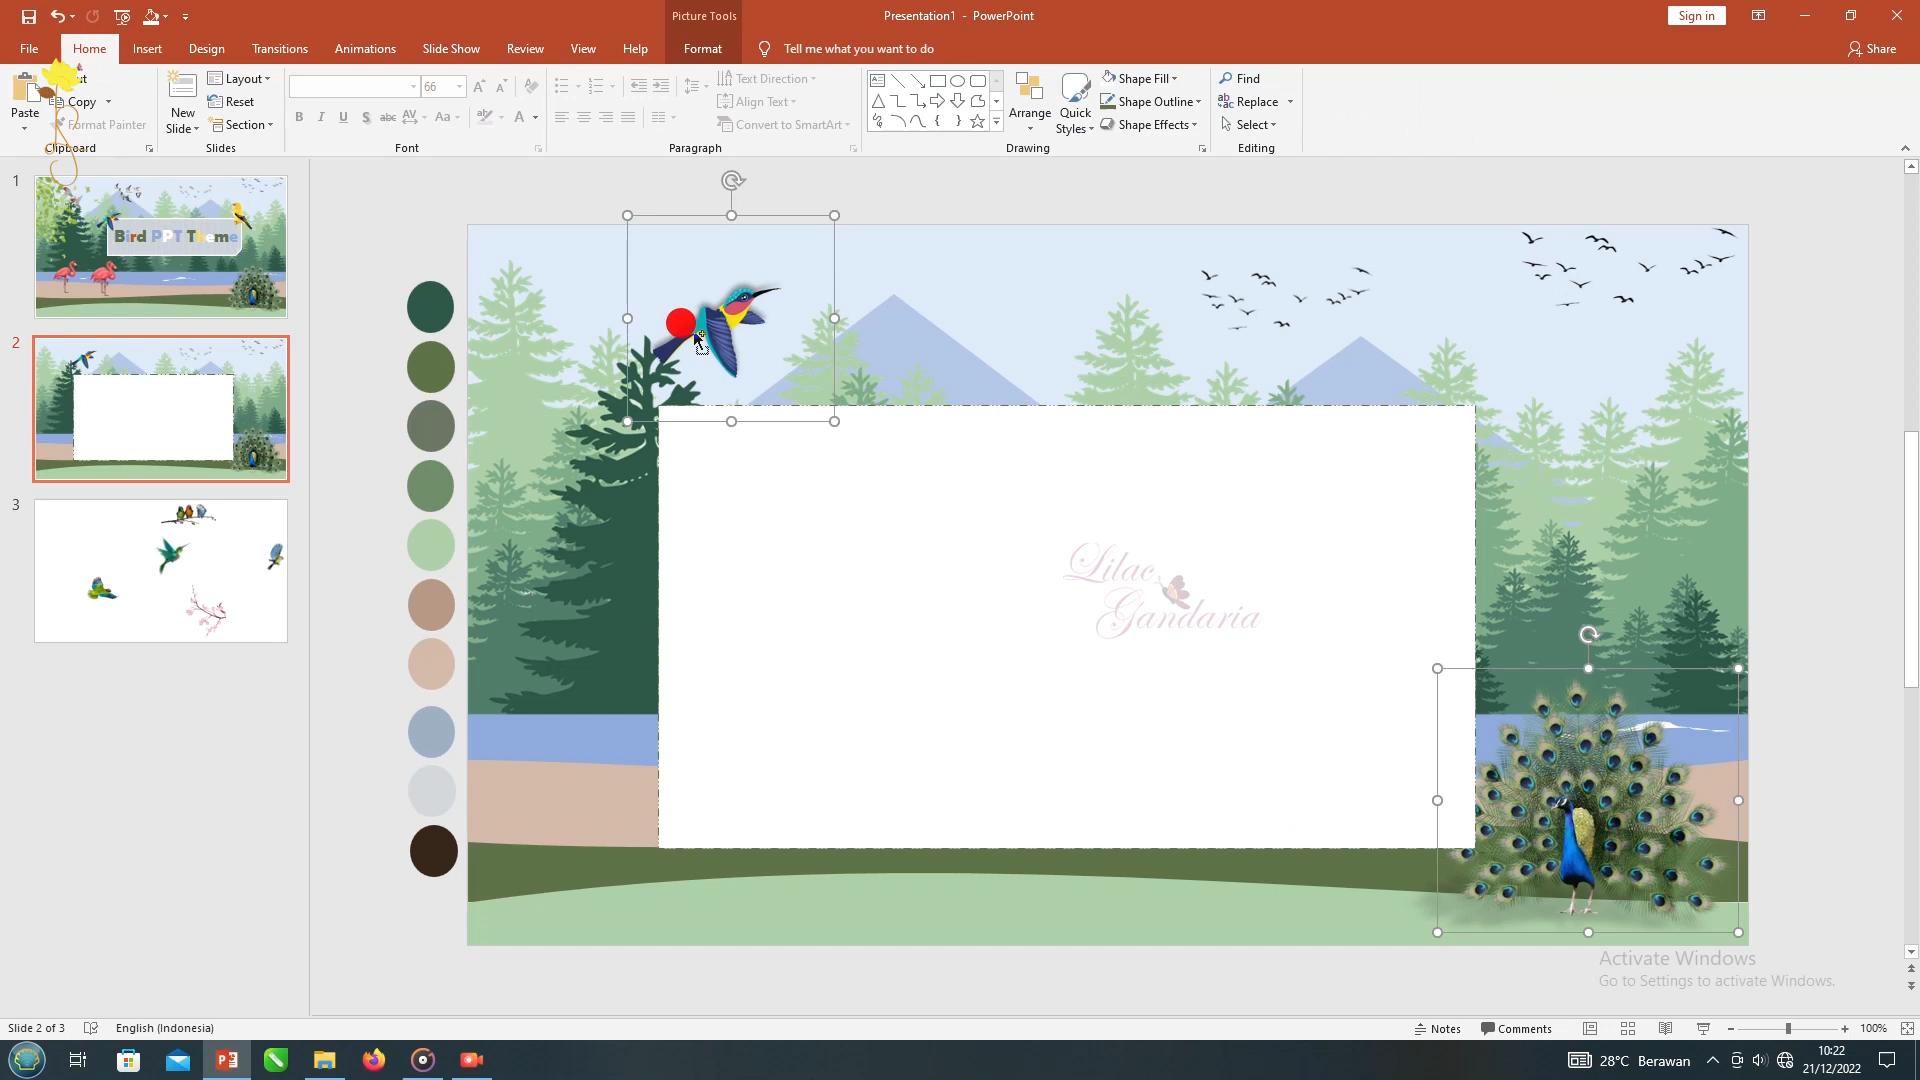 Picture Tools
Presentation1 - PowerPoint
Sign in
File
Home
Insert
Design
Transitions
Animations
Slide Show
Review
View
Help
Format
Tell me what you want to do
Share
Paste
Copy
Format Painter
Clipboard
New
Slide
Layout
Reset
Section
Slides
66
B I U S abc AV Aa
A
Font
Text Direction
Align Text
Convert to SmartArt
Paragraph
Arrange
Quick
Styles
Shape Fill
Shape Outline
Shape Effects
Drawing
Find
Replace
Select
Editing
1
Bird PPT Theme
2
3
Lilac
Gandaria
Activate Windows
Go to Settings to activate Windows.
Slide 2 of 3
English (Indonesia)
Notes
Comments
100%
28°C Berawan
10:22
21/12/2022